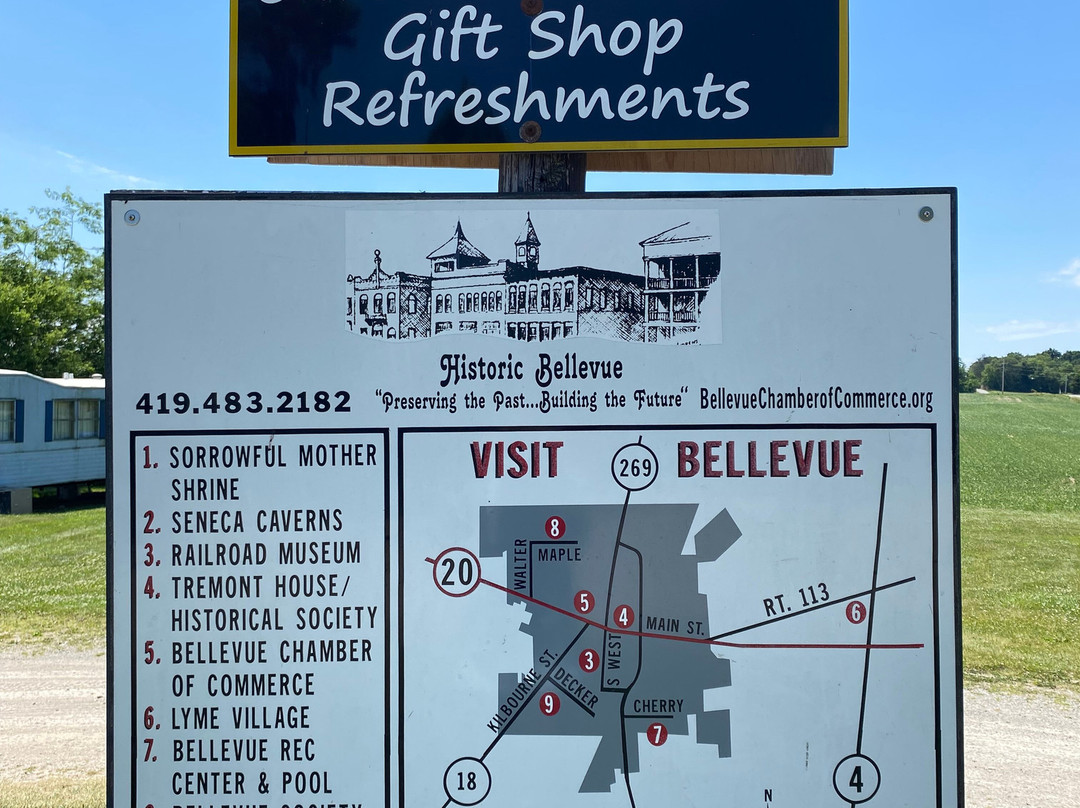 Gift Shop
Refreshments
Historic Bellevue
419.483.2182 "Preserving the Past...Building the Future" BellevueChamberofCommerce.org
1. SORROWFUL MOTHER
SHRINE
2. SENECA CAVERNS
3. RAILROAD MUSEUM
4. TREMONT HOUSE/
HISTORICAL SOCIETY
5. BELLEVUE CHAMBER
OF COMMERCE
6. LYME VILLAGE
7. BELLEVUE REC
CENTER & POOL
BELLEVUE SOCIETY
VISIT BELLEVUE
269
8
WALTER
MAPLE
20
5
4
MAIN ST.
RT. 113
6
S WEST
3
KILBOURNE ST.
DECKER
9
CHERRY
7
18
4
N